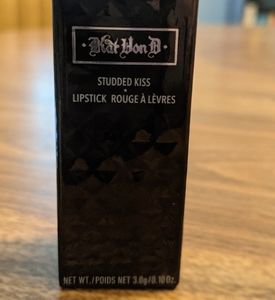 ·Kat Von D·
STUDDED KISS
LIPSTICK ROUGE À LÈVRES
NET WT./POIDS NET 3.0g/0.10 Oz.